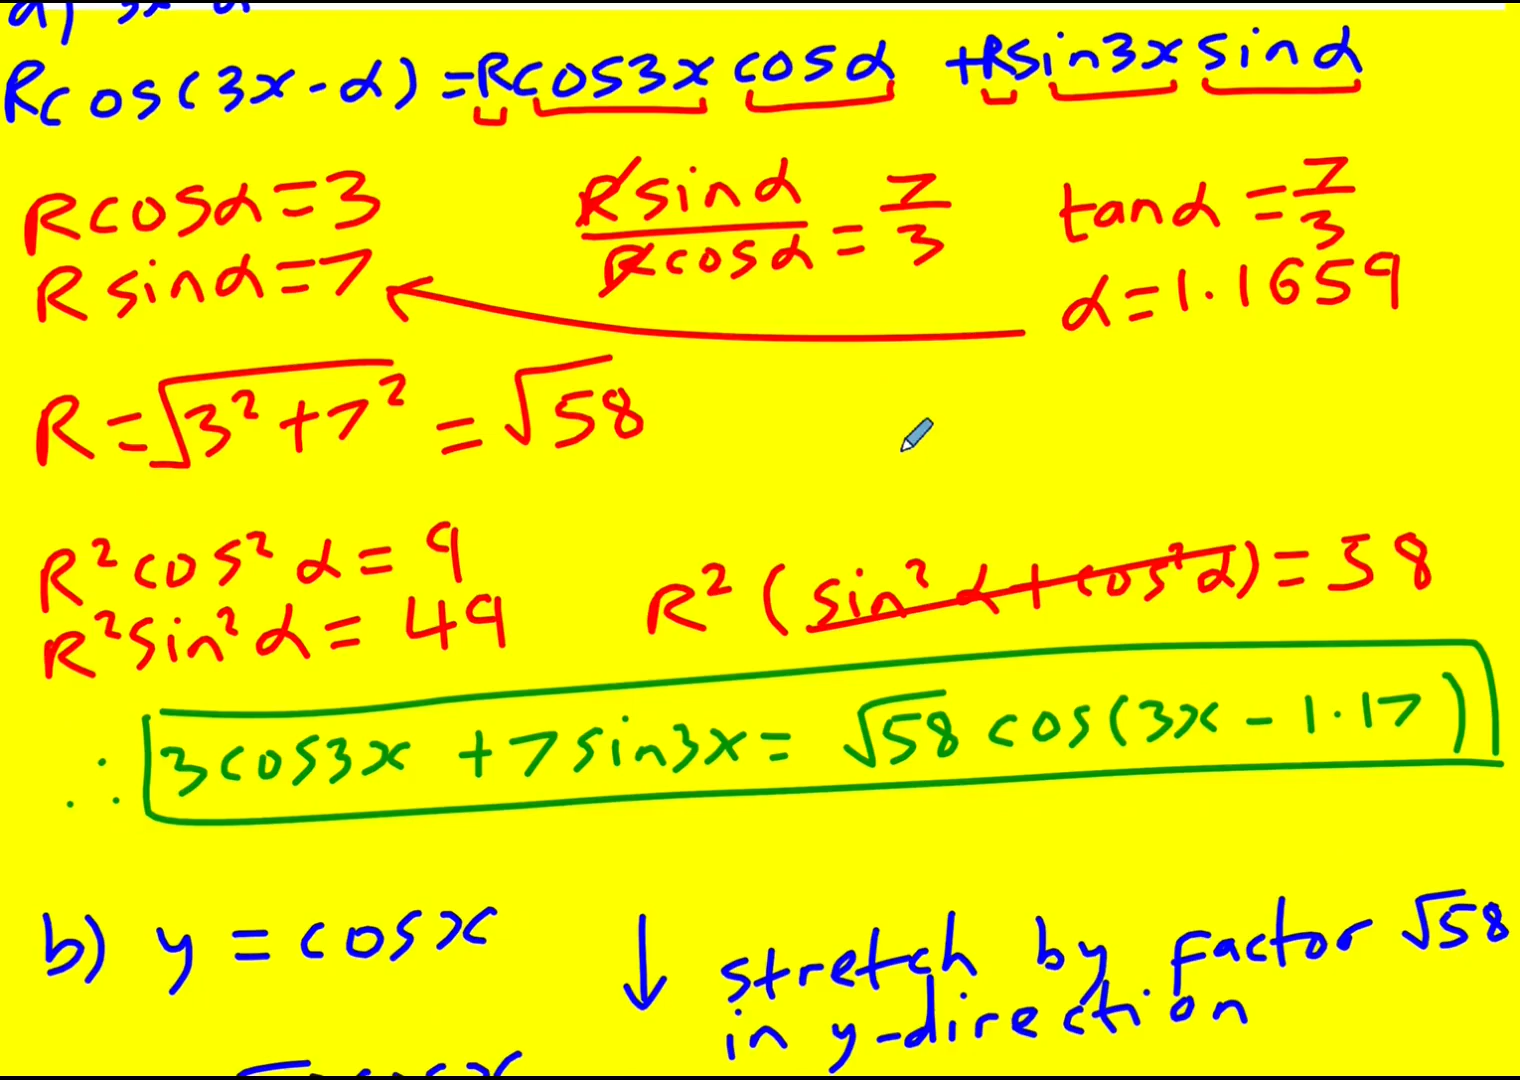 a)
Rcos(3x-α) = Rcos3x cosα + Rsin3x sinα
Rcosα = 3
Rsinα / Rcosα = 7/3
tanα = 7/3
Rsinα = 7
α = 1.1659
R = √(3² + 7²) = √58
R²cos²α = 9
R²sin²α = 49
R²(sin²α + cos²α) = 58
∴ 3cos3x + 7sin3x = √58 cos(3x - 1.17)
b) y = cosx
↓ stretch by factor √58
in y-direction